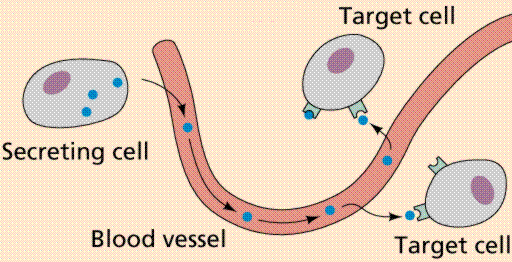 Target cell
Secreting cell
Blood vessel
Target cell